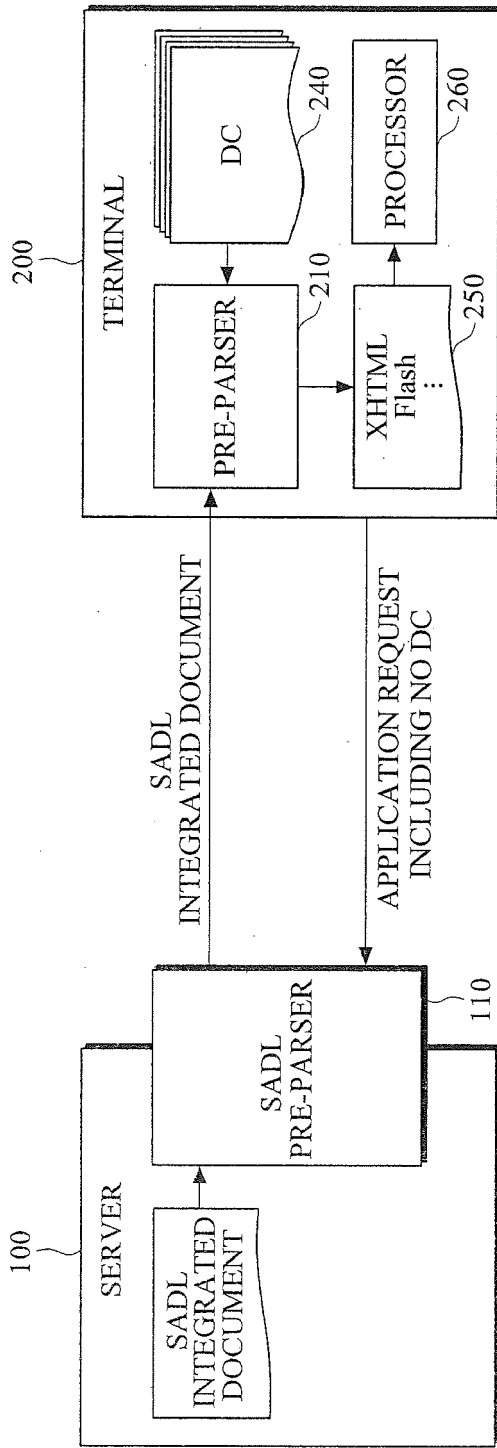 100
SERVER
SADL
INTEGRATED
DOCUMENT
SADL
PRE-PARSER
110
SADL
INTEGRATED DOCUMENT
APPLICATION REQUEST
INCLUDING NO DC
200
TERMINAL
PRE-PARSER
210
DC
240
XHTML
Flash
⋮
250
PROCESSOR
260